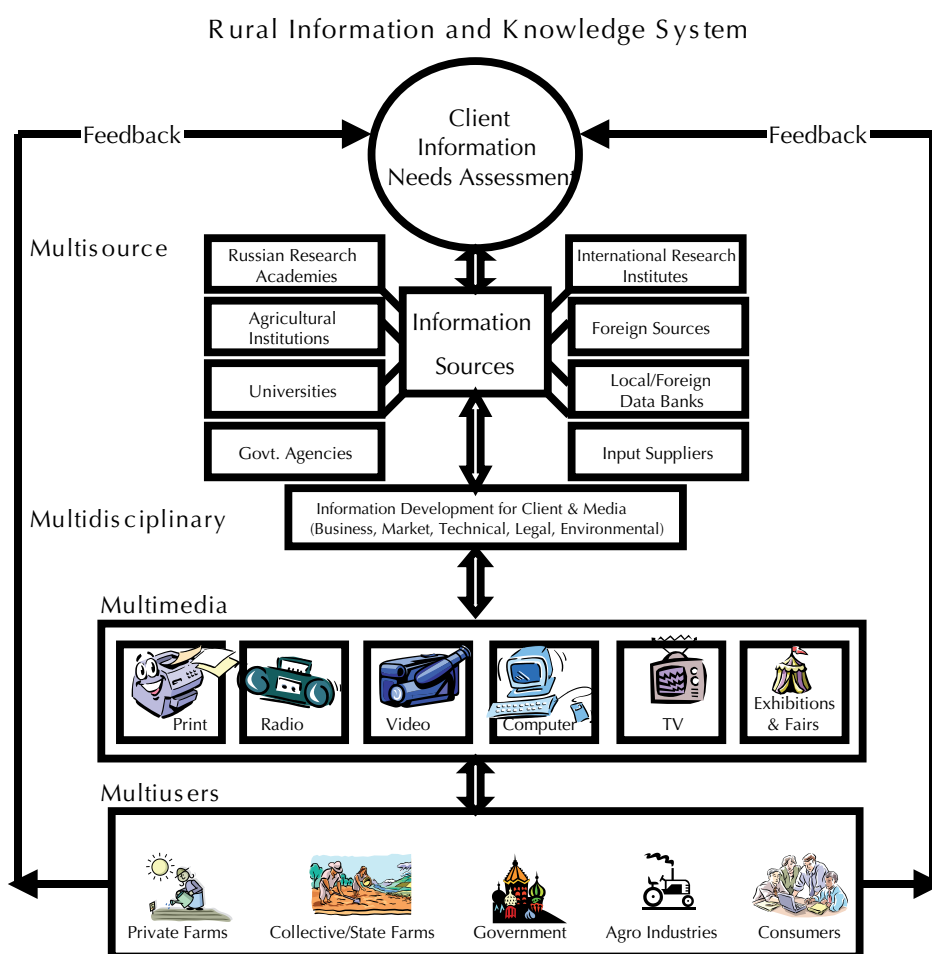 Rural Information and Knowledge System
Client
Information
Needs Assessment
Feedback
Feedback
Multisource
Russian Research
Academies
International Research
Institutes
Agricultural
Institutions
Information
Sources
Foreign Sources
Universities
Local/Foreign
Data Banks
Govt. Agencies
Input Suppliers
Multidisciplinary
Information Development for Client & Media
(Business, Market, Technical, Legal, Environmental)
Multimedia
Print
Radio
Video
Computer
TV
Exhibitions
& Fairs
Multiusers
Private Farms
Collective/State Farms
Government
Agro Industries
Consumers